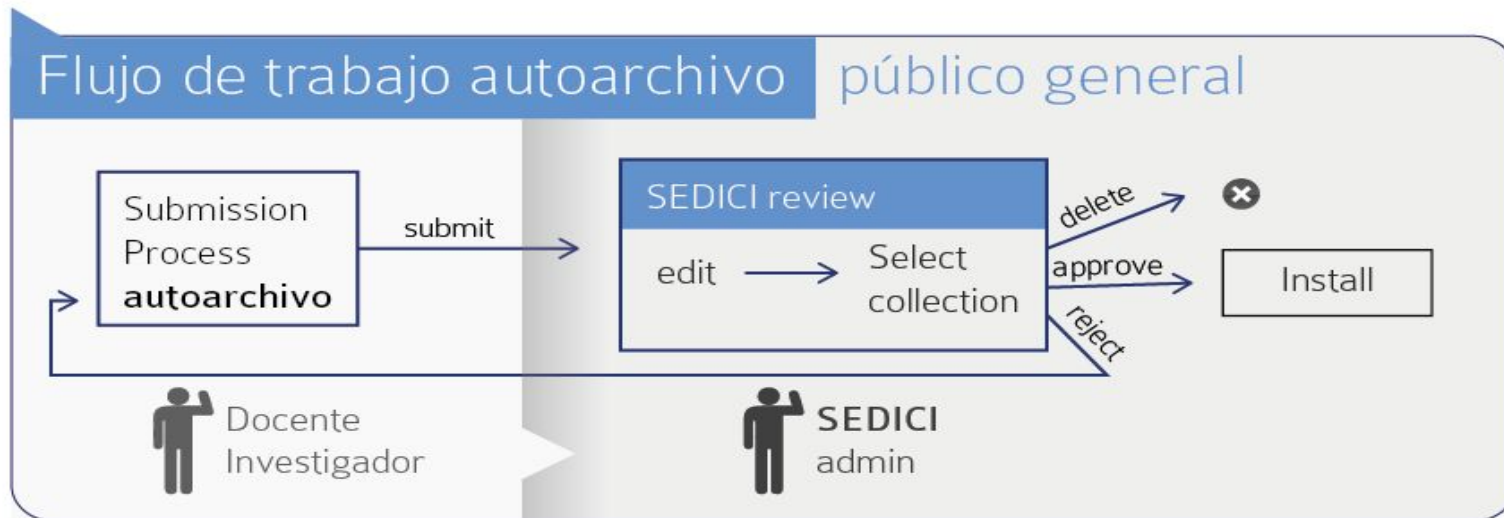 Flujo de trabajo autoarchivo público general
Submission
Process
autoarchivo
submit
SEDICI review
edit
Select
collection
delete
approve
reject
Install
Docente
Investigador
SEDICI
admin